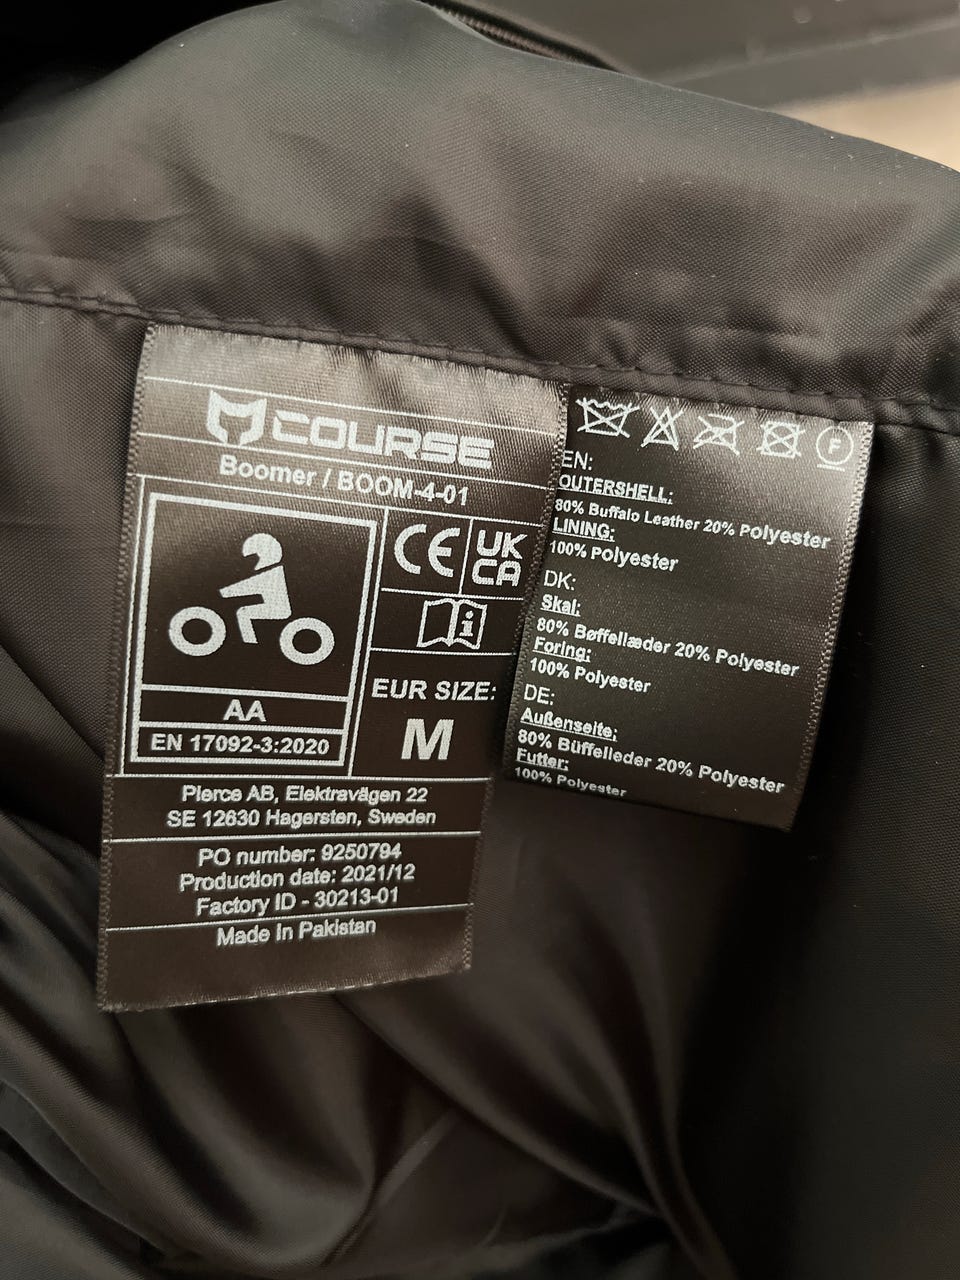 COURSE
Boomer / BOOM-4-01
CE
UK
CA
EUR SIZE:
M
AA
EN 17092-3:2020
Pierce AB, Elektravägen 22
SE 12630 Hagersten, Sweden
PO number: 9250794
Production date: 2021/12
Factory ID - 30213-01
Made In Pakistan
F
EN:
OUTERSHELL:
80% Buffalo Leather 20% Polyester
LINING:
100% Polyester
DK:
Skal:
80% Bøffellæder 20% Polyester
Foring:
100% Polyester
DE:
Außenseite:
80% Büffelleder 20% Polyester
Futter:
100% Polyester